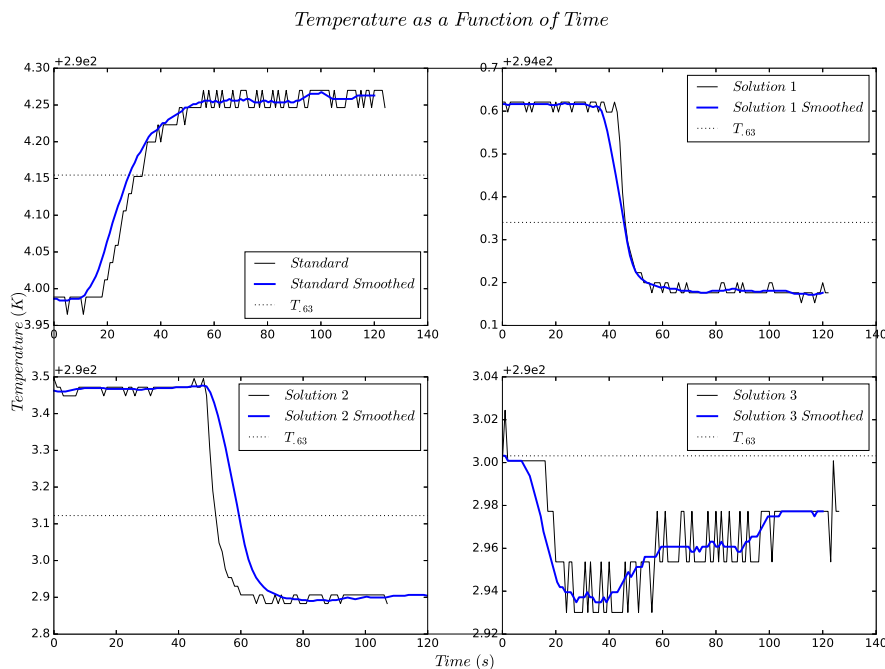 Temperature as a Function of Time
+2.9e2
4.30
4.25
4.20
4.15
4.10
4.05
4.00
3.95
0 20 40 60 80 100 120 140
Standard
Standard Smoothed
T.63
+2.94e2
0.7
0.6
0.5
0.4
0.3
0.2
0.1
0 20 40 60 80 100 120 140
Solution 1
Solution 1 Smoothed
T.63
+2.9e2
3.5
3.4
3.3
3.2
3.1
3.0
2.9
2.8
0 20 40 60 80 100 120
Solution 2
Solution 2 Smoothed
T.63
+2.9e2
3.04
3.02
3.00
2.98
2.96
2.94
2.92
0 20 40 60 80 100 120 140
Solution 3
Solution 3 Smoothed
T.63
Temperature (K)
Time (s)